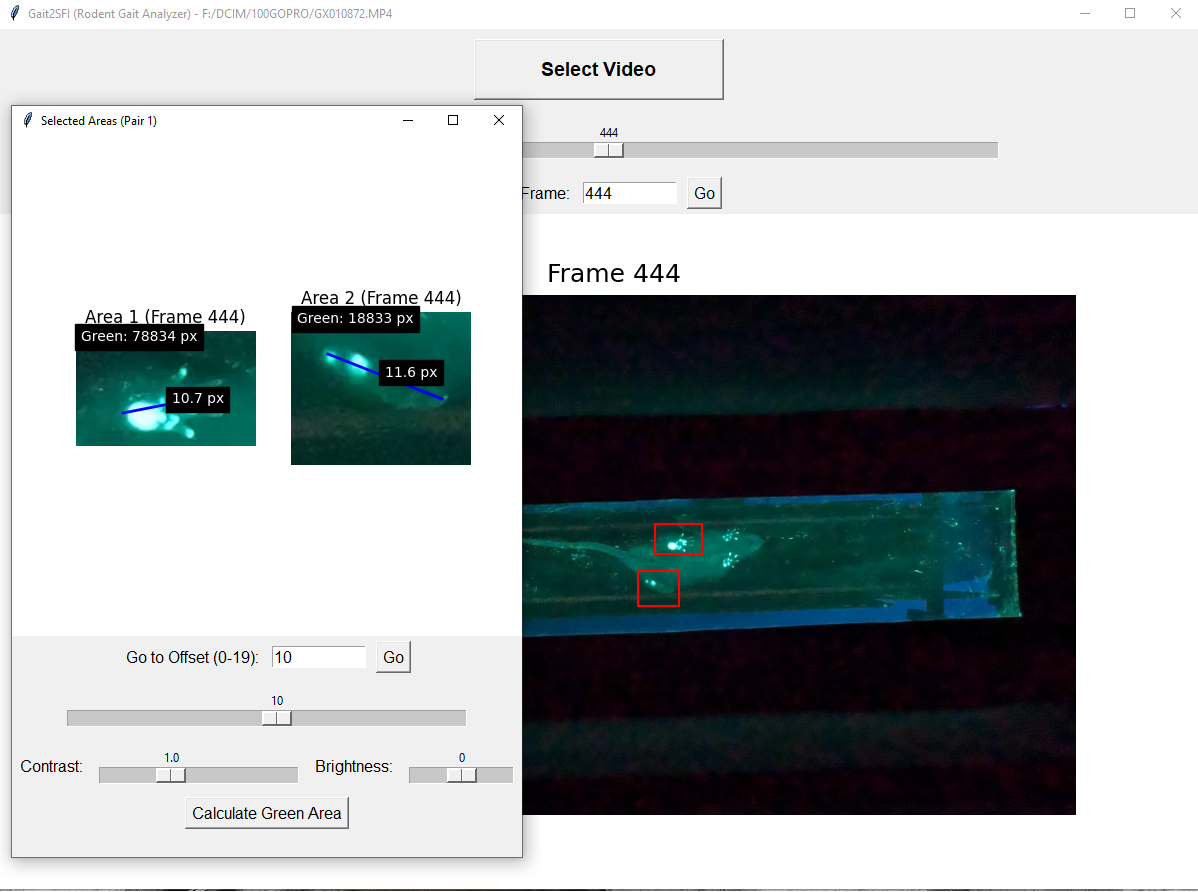 Gait2SFI (Rodent Gait Analyzer) - F:/DCIM/100GOPRO/GX010872.MP4
Select Video
444
Frame: 444 Go
Frame 444
Selected Areas (Pair 1)
Area 1 (Frame 444)
Green: 78834 px
10.7 px
Area 2 (Frame 444)
Green: 18833 px
11.6 px
Go to Offset (0-19): 10 Go
10
Contrast: 1.0 Brightness: 0
Calculate Green Area